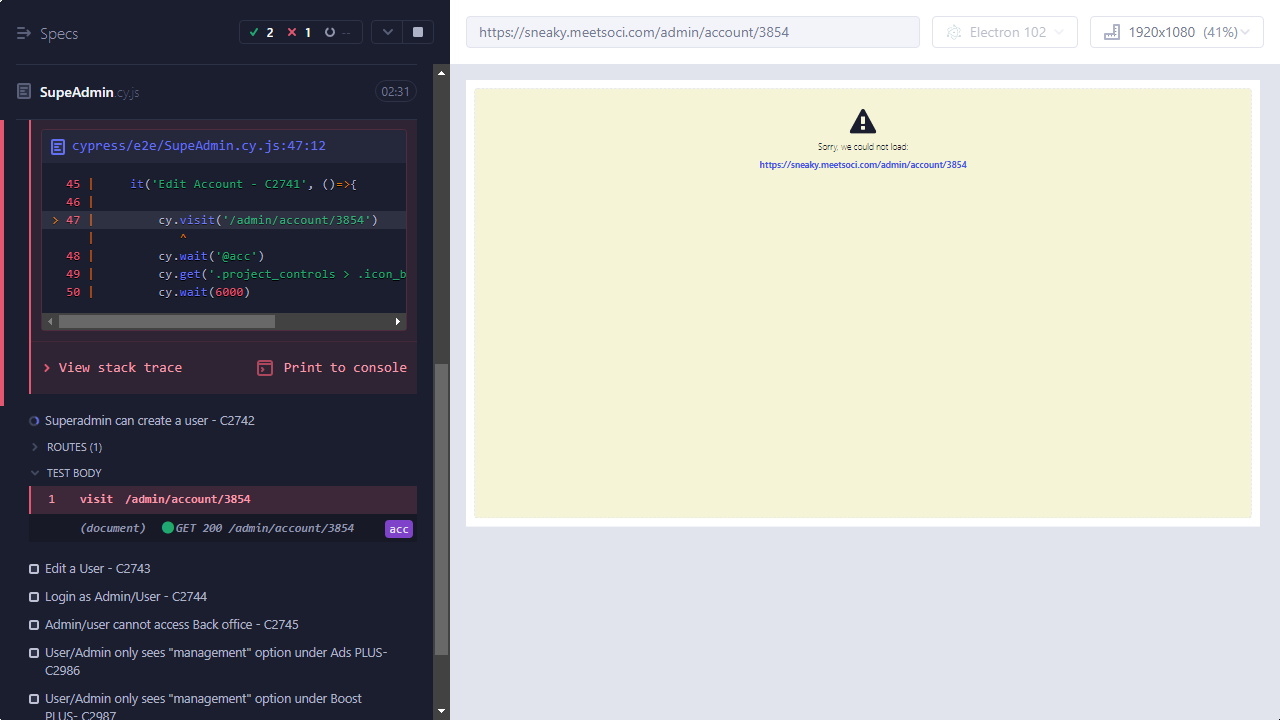 Specs
2
1
--
SupeAdmin.cy.js
02:31
cypress/e2e/SupeAdmin.cy.js:47:12
45 | it('Edit Account - C2741', ()=>{
46 |
> 47 | cy.visit('/admin/account/3854')
| ^
48 | cy.wait('@acc')
49 | cy.get('.project_controls > .icon_b
50 | cy.wait(6000)
View stack trace
Print to console
Superadmin can create a user - C2742
ROUTES (1)
TEST BODY
1 visit /admin/account/3854
(document) GET 200 /admin/account/3854 acc
Edit a User - C2743
Login as Admin/User - C2744
Admin/user cannot access Back office - C2745
User/Admin only sees "management" option under Ads PLUS-
C2986
User/Admin only sees "management" option under Boost
PLUS- C2987
https://sneaky.meetsoci.com/admin/account/3854
Electron 102
1920x1080 (41%)
Sorry, we could not load:
https://sneaky.meetsoci.com/admin/account/3854